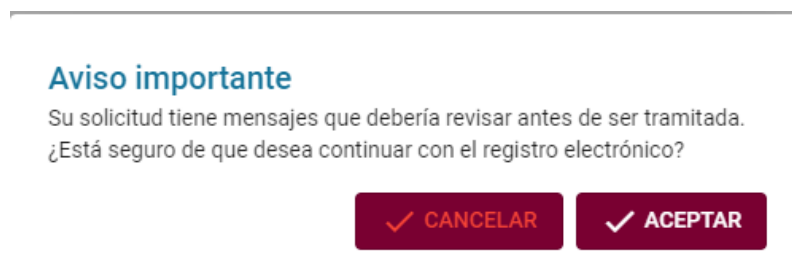 Aviso importante
Su solicitud tiene mensajes que debería revisar antes de ser tramitada.
¿Está seguro de que desea continuar con el registro electrónico?
CANCELAR ACEPTAR